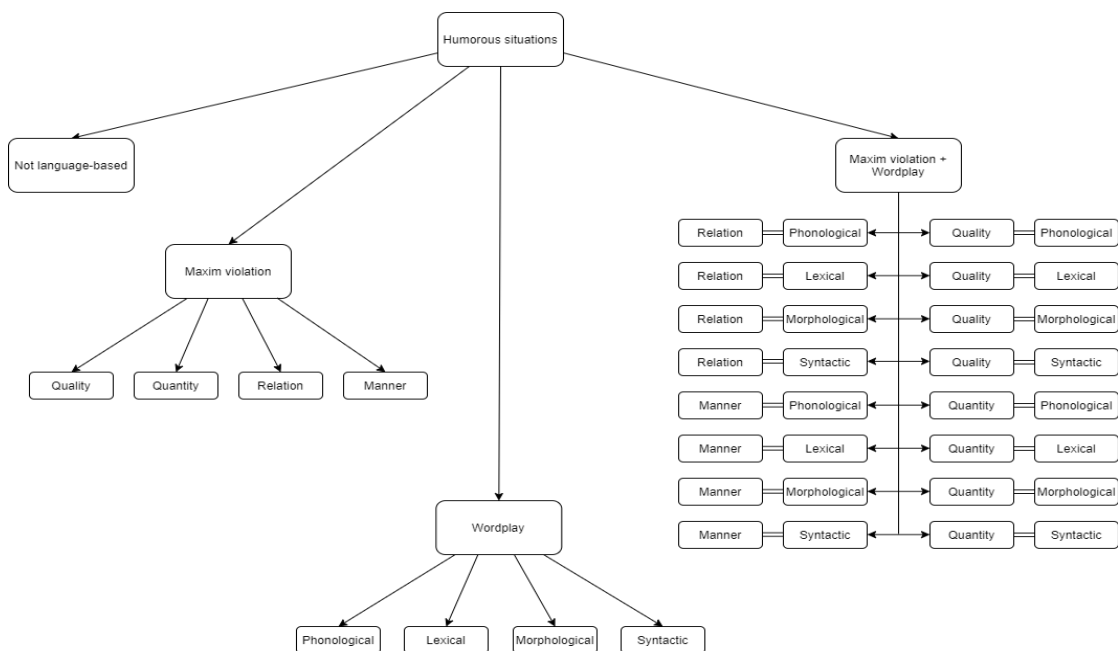 Humorous situations
Not language-based
Maxim violation +
Wordplay
Relation Phonological Quality Phonological
Maxim violation
Relation Lexical Quality Lexical
Relation Morphological Quality Morphological
Relation Syntactic Quality Syntactic
Quality Quantity Relation Manner
Manner Phonological Quantity Phonological
Manner Lexical Quantity Lexical
Manner Morphological Quantity Morphological
Wordplay
Manner Syntactic Quantity Syntactic
Phonological Lexical Morphological Syntactic